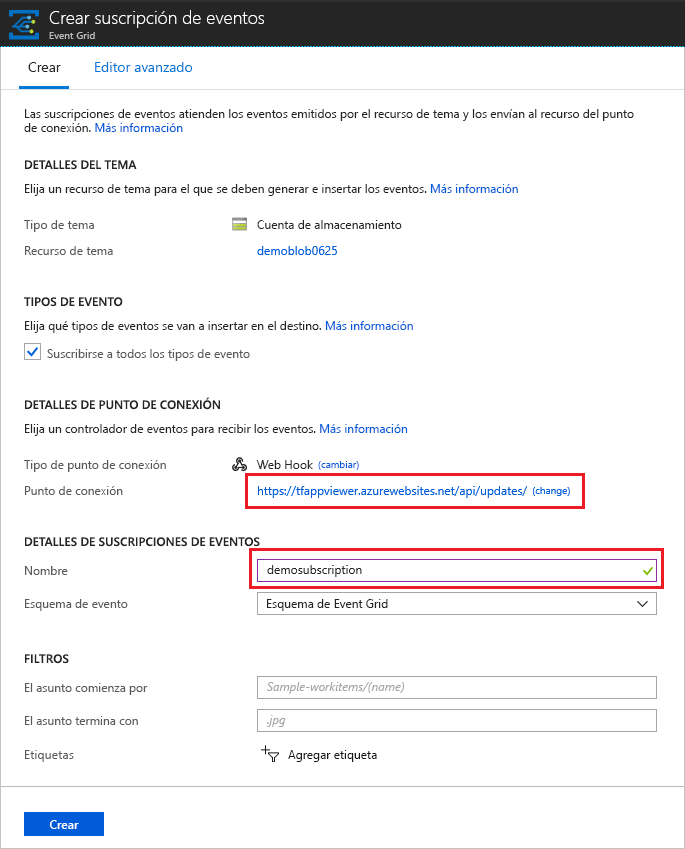 Crear suscripción de eventos
Event Grid
Crear Editor avanzado
Las suscripciones de eventos atienden los eventos emitidos por el recurso de tema y los envían al recurso del punto
de conexión. Más información
DETALLES DEL TEMA
Elija un recurso de tema para el que se deben generar e insertar los eventos. Más información
Tipo de tema Cuenta de almacenamiento
Recurso de tema demoblob0625
TIPOS DE EVENTO
Elija qué tipos de eventos se van a insertar en el destino. Más información
Suscribirse a todos los tipos de evento
DETALLES DE PUNTO DE CONEXIÓN
Elija un controlador de eventos para recibir los eventos. Más información
Tipo de punto de conexión Web Hook (cambiar)
Punto de conexión https://tfappviewer.azurewebsites.net/api/updates/ (change)
DETALLES DE SUSCRIPCIONES DE EVENTOS
Nombre demosubscription
Esquema de evento Esquema de Event Grid
FILTROS
El asunto comienza por Sample-workitems/(name)
El asunto termina con .jpg
Etiquetas Agregar etiqueta
Crear